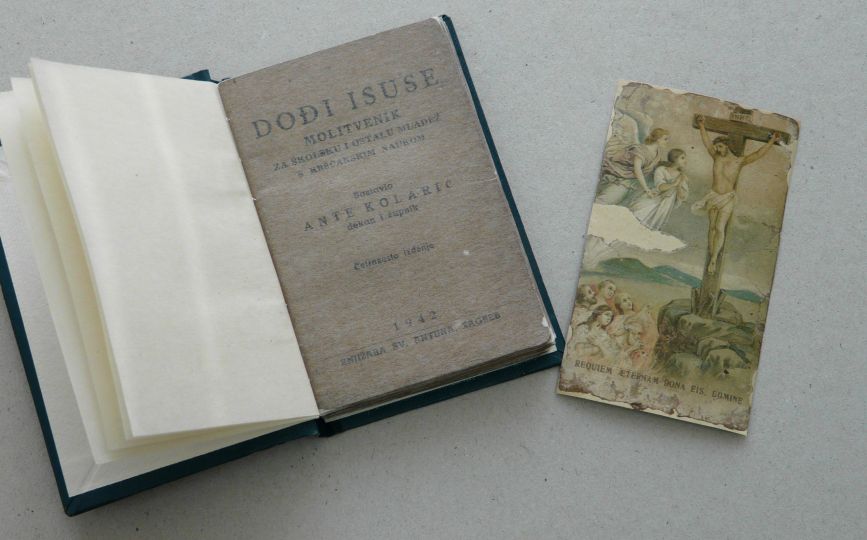 DOĐI ISUSE
MOLITVENIK
ZA ŠKOLSKU I OSTALU MLADEŽ
S KRŠĆANSKIM NAUKOM
Sastavio
ANTE KOLARIĆ
dekan i župnik
Četrnaesto izdanje
1942
KNJIŽARA SV. ANTUNA, ZAGREB
INRI
REQUIEM ÆTERNAM DONA EIS, DOMINE